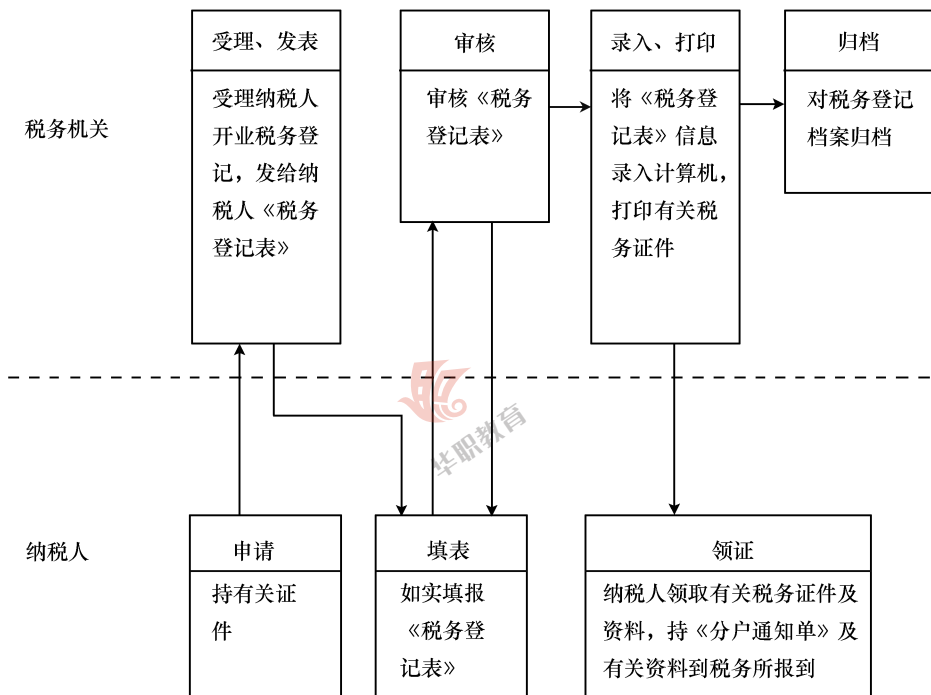 税务机关
受理、发表
受理纳税人
开业税务登
记，发给纳
税人《税务
登记表》
审核
审核《税务
登记表》
录入、打印
将《税务登
记表》信息
录入计算机，
打印有关税
务证件
归档
对税务登记
档案归档
华职教育
纳税人
申请
持有关证
件
填表
如实填报
《税务登
记表》
领证
纳税人领取有关税务证件及
资料，持《分户通知单》及
有关资料到税务所报到